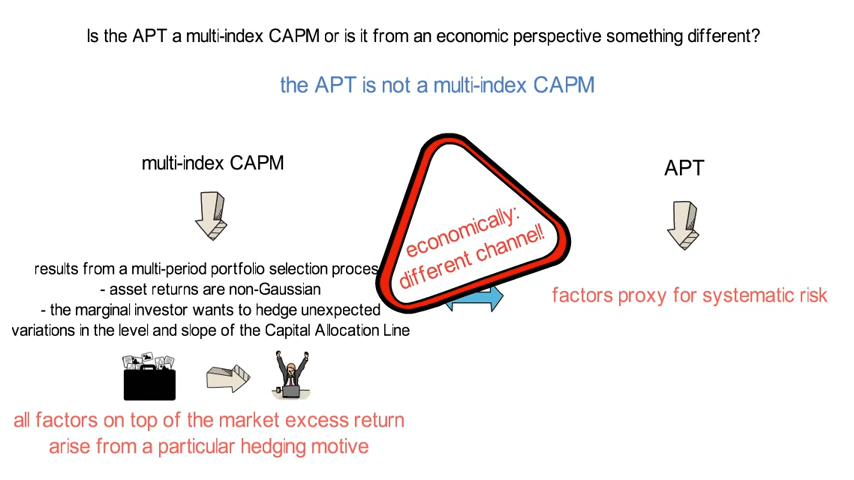 Is the APT a multi-index CAPM or is it from an economic perspective something different?
the APT is not a multi-index CAPM
multi-index CAPM
APT
economically:
different channel!
results from a multi-period portfolio selection proces
- asset returns are non-Gaussian
- the marginal investor wants to hedge unexpected
variations in the level and slope of the Capital Allocation Line
factors proxy for systematic risk
all factors on top of the market excess return
arise from a particular hedging motive